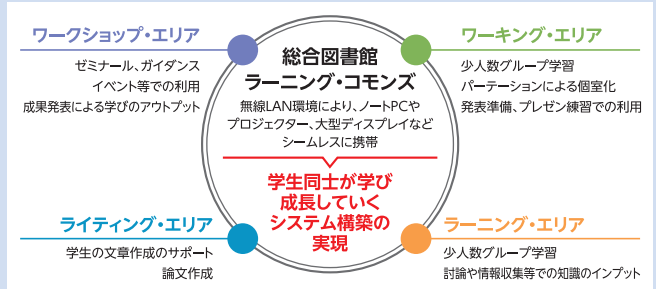 ワークショップ・エリア
ゼミナール、ガイダンス
イベント等での利用
成果発表による学びのアウトプット
総合図書館
ラーニング・コモンズ
無線LAN環境により、ノートPCや
プロジェクター、大型ディスプレイなど
シームレスに携帯
学生同士が学び
成長していく
システム構築の
実現
ワーキング・エリア
少人数グループ学習
パーテーションによる個室化
発表準備、プレゼン練習での利用
ライティング・エリア
学生の文章作成のサポート
論文作成
ラーニング・エリア
少人数グループ学習
討論や情報収集等での知識のインプット